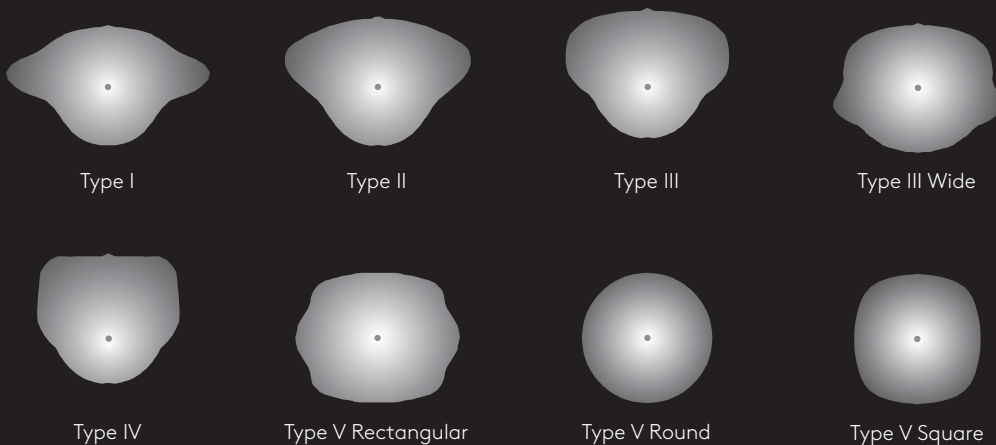 Type I
Type II
Type III
Type III Wide
Type IV
Type V Rectangular
Type V Round
Type V Square